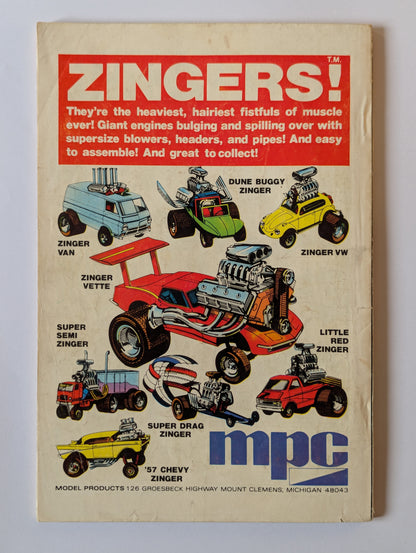 ZINGERS!
T.M.
They're the heaviest, hairiest fistfuls of muscle
ever! Giant engines bulging and spilling over with
supersize blowers, headers, and pipes! And easy
to assemble! And great to collect!
ZINGER
VAN
DUNE BUGGY
ZINGER
ZINGER VW
ZINGER
VETTE
SUPER
SEMI
ZINGER
LITTLE
RED
ZINGER
SUPER DRAG
ZINGER
'57 CHEVY
ZINGER
mpc
MODEL PRODUCTS 126 GROESBECK HIGHWAY MOUNT CLEMENS, MICHIGAN 48043